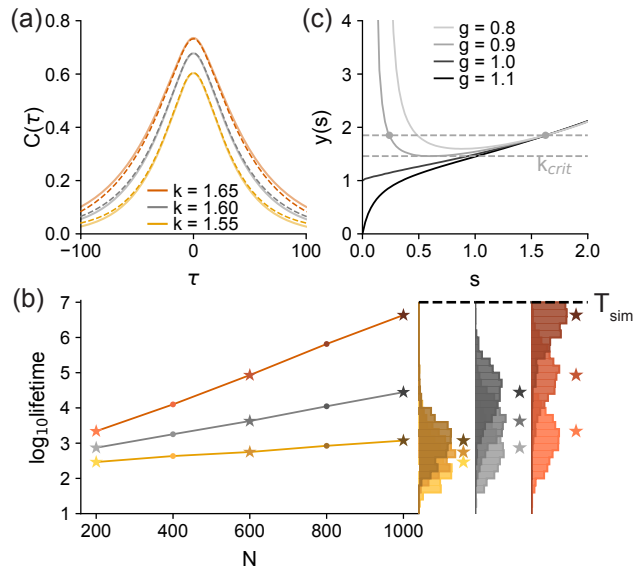 (a)
0.8
0.6
0.4
0.2
0.0
C(τ)
k = 1.65
k = 1.60
k = 1.55
−100
0
100
τ
(c)
4
3
2
1
0
y(s)
g = 0.8
g = 0.9
g = 1.0
g = 1.1
k_crit
0.0
0.5
1.0
1.5
2.0
s
(b)
7
6
5
4
3
2
1
log₁₀lifetime
T_sim
200
400
600
800
1000
N